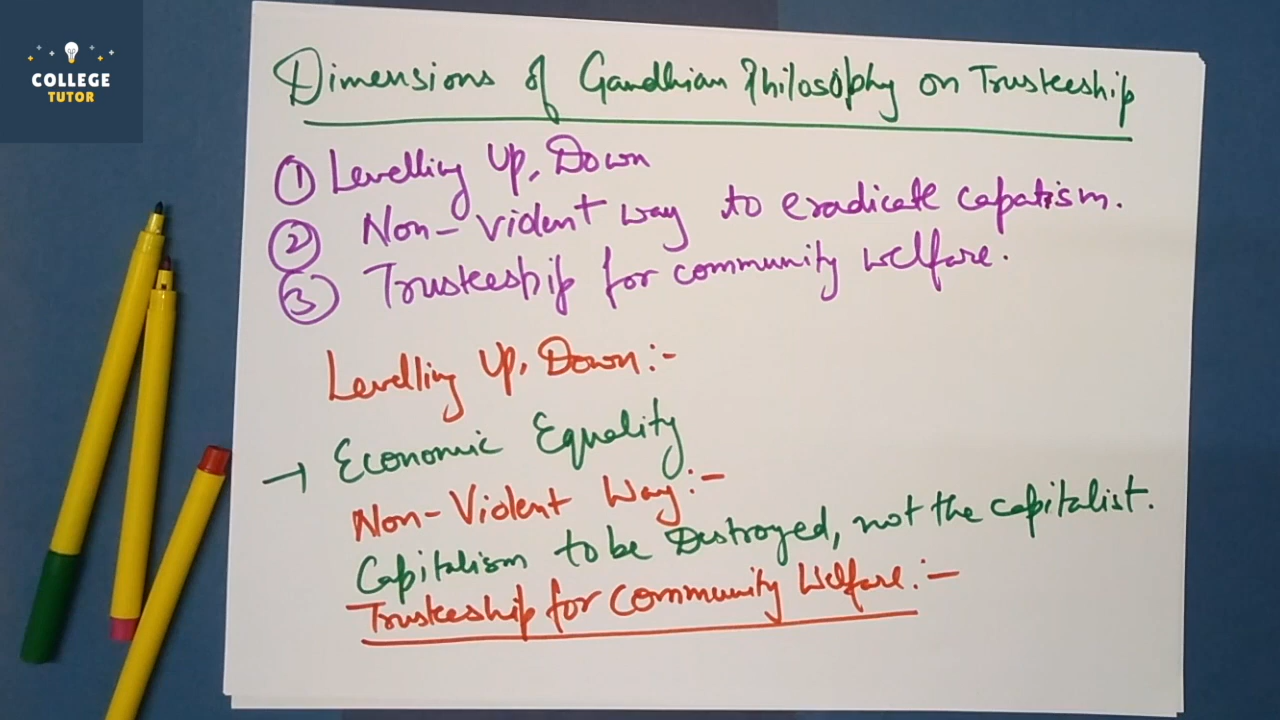 COLLEGE
TUTOR
Dimensions of Gandhian Philosophy on Trusteeship
① Levelling Up, Down
② Non-Violent way to eradicate capatism.
③ Trusteeship for community welfare.
Levelling Up, Down:-
→ Economic Equality
Non-Violent Way:-
Capitalism to be Destroyed, not the capitalist.
Trusteeship for Community Welfare:-